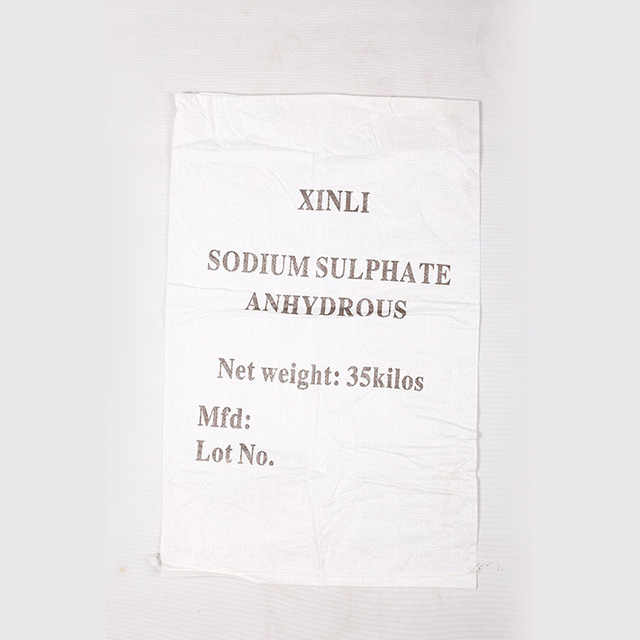 XINLI
SODIUM SULPHATE
ANHYDROUS
Net weight: 35kilos
Mfd:
Lot No.